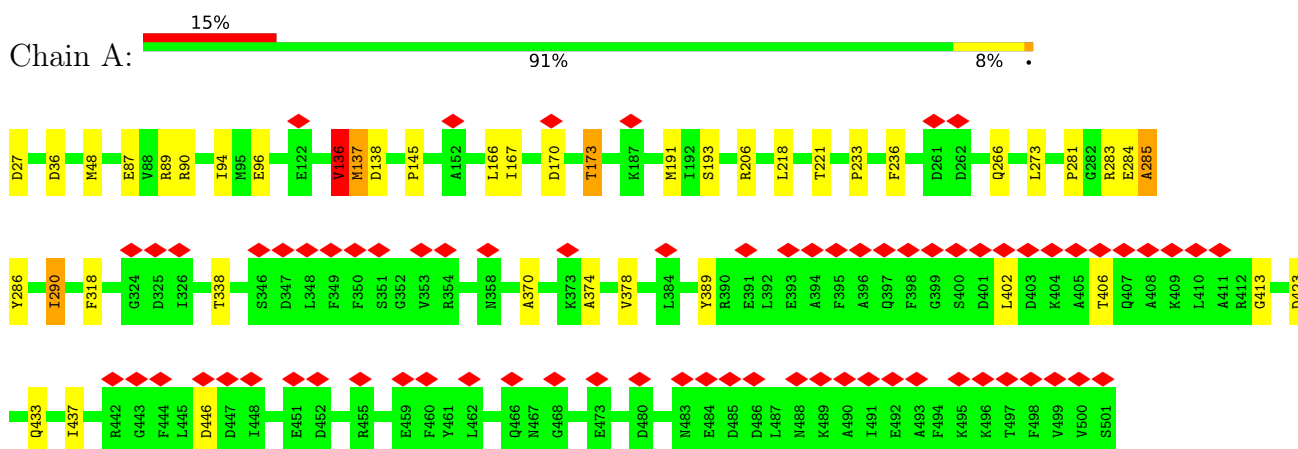 15%
Chain A:
91% 8% •
D27 D36 M48 E87 V88 R89 R90 I94 M95 E96 E122 V136 M137 D138 P145 A152 L166 I167 D170 T173 K187 M191 I192 S193 R206 L218 T221 P233 F236 D261 D262 Q266 L273 P281 G282 R283 E284 A285
Y286 I290 F318 G324 D325 I326 T338 S346 D347 L348 F349 F350 S351 G352 V353 R354 N358 A370 K373 A374 V378 L384 Y389 R390 E391 L392 E393 A394 F395 A396 Q397 F398 G399 S400 D401 L402 D403 K404 A405 T406 Q407 A408 K409 L410 A411 R412 G413 D423
Q433 I437 R442 G443 F444 L445 D446 D447 I448 E451 D452 R455 E459 F460 Y461 L462 Q466 N467 G468 E473 D480 N483 E484 D485 D486 L487 N488 K489 A490 I491 E492 A493 F494 K495 K496 T497 F498 V499 V500 S501